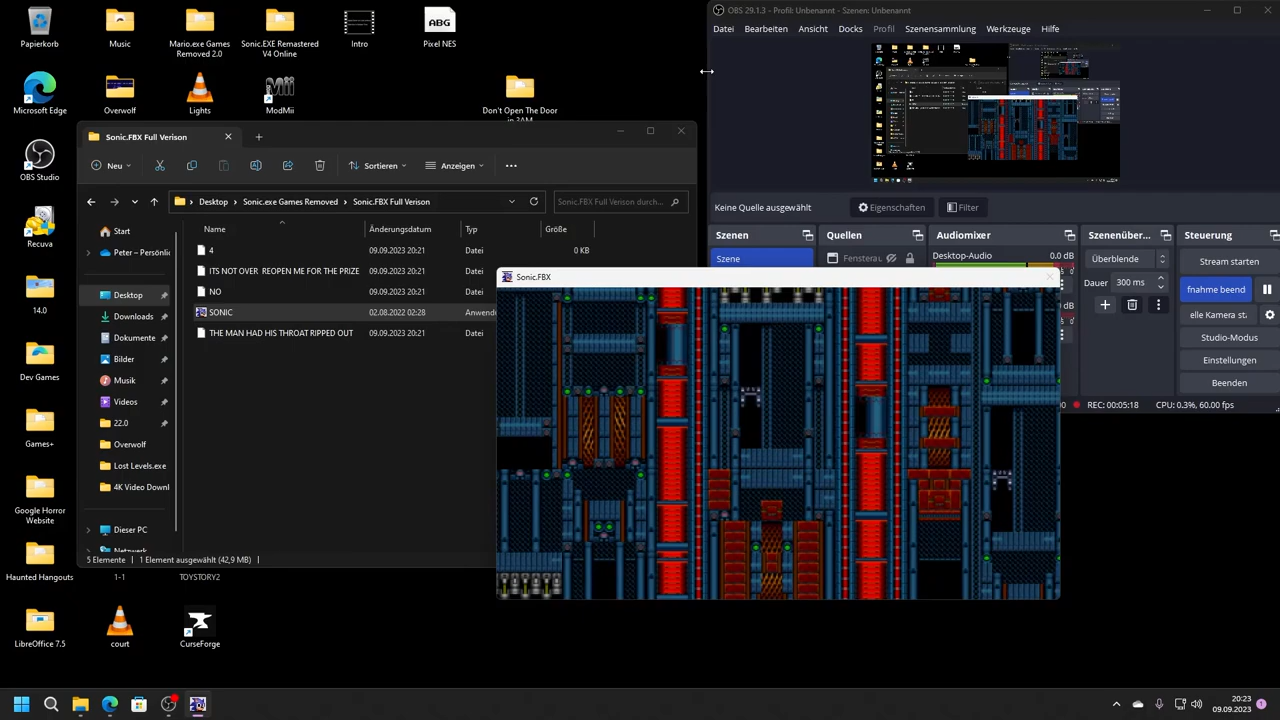 Papierkorb
Music
Mario.exe Games
Removed 2.0
Sonic.EXE Remastered
V4 Online
Intro
ABG
Pixel NES
Microsoft Edge
Overwolf
Lights
ModMii
Don't Open The Door
in 3AM
OBS Studio
Recuva
14.0
Dev Games
Games+
Google Horror
Website
Haunted Hangouts
1-1
TOYSTORY2
LibreOffice 7.5
court
CurseForge
Sonic.FBX Full Verison
Neu
Sortieren
Anzeigen
Desktop
Sonic.exe Games Removed
Sonic.FBX Full Verison
Sonic.FBX Full Verison durch...
Name
Änderungsdatum
Typ
Größe
4
09.09.2023 20:21
Datei
0 KB
ITS NOT OVER REOPEN ME FOR THE PRIZE
09.09.2023 20:21
Datei
NO
09.09.2023 20:21
Datei
SONIC
02.08.2022 02:28
Anwend
THE MAN HAD HIS THROAT RIPPED OUT
09.09.2023 20:21
Datei
Start
Peter – Persönlic
Desktop
Downloads
Dokumente
Bilder
Musik
Videos
22.0
Overwolf
Lost Levels.exe
4K Video Downl
Dieser PC
Netzwerk
5 Elemente
1 Element ausgewählt (42,9 MB)
OBS 29.1.3 - Profil: Unbenannt - Szenen: Unbenannt
Datei
Bearbeiten
Ansicht
Docks
Profil
Szenensammlung
Werkzeuge
Hilfe
Keine Quelle ausgewählt
Eigenschaften
Filter
Szenen
Quellen
Audiomixer
Szenenüber...
Steuerung
Szene
Fensterau
Desktop-Audio
0.0 dB
Überblende
Dauer
300 ms
Stream starten
fnahme beend
elle Kamera sta
Studio-Modus
Einstellungen
Beenden
REC: 00:05:18
CPU: 0.3%, 60.00 fps
Sonic.FBX
20:23
09.09.2023
1